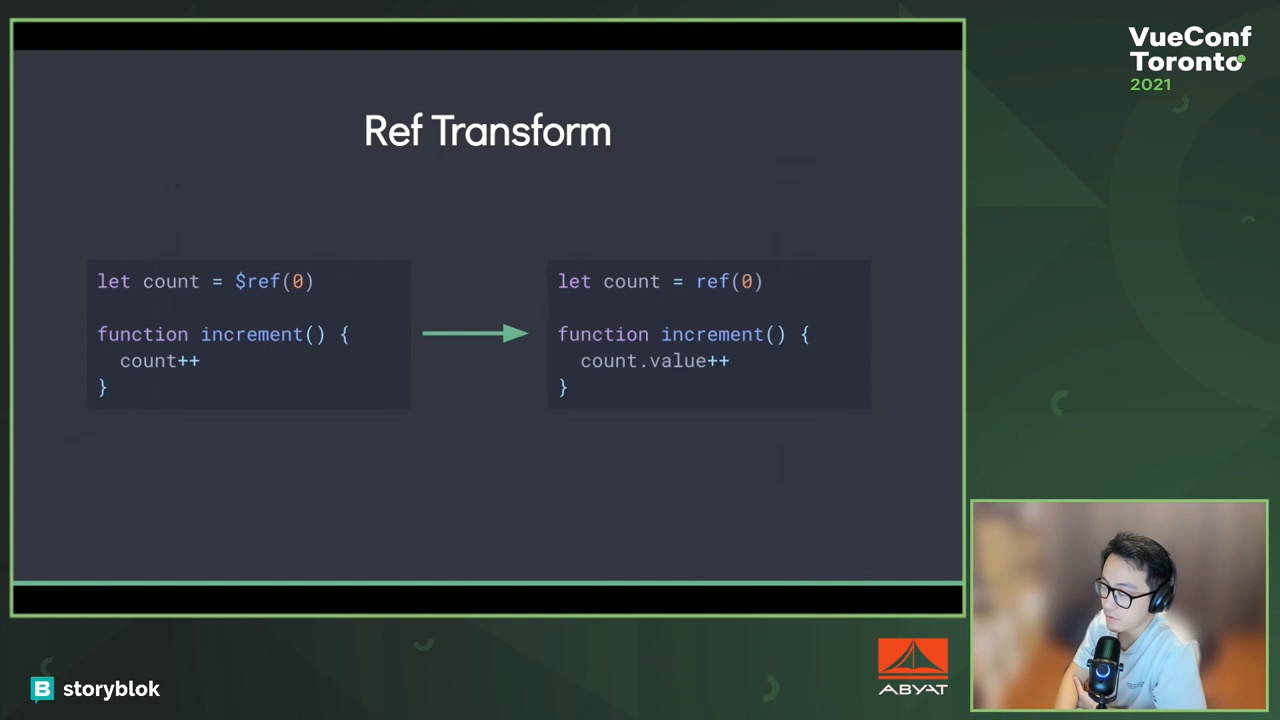 VueConf
Toronto
2021
Ref Transform
let count = $ref(0)
function increment() {
  count++
}
let count = ref(0)
function increment() {
  count.value++
}
B storyblok
ABYAT